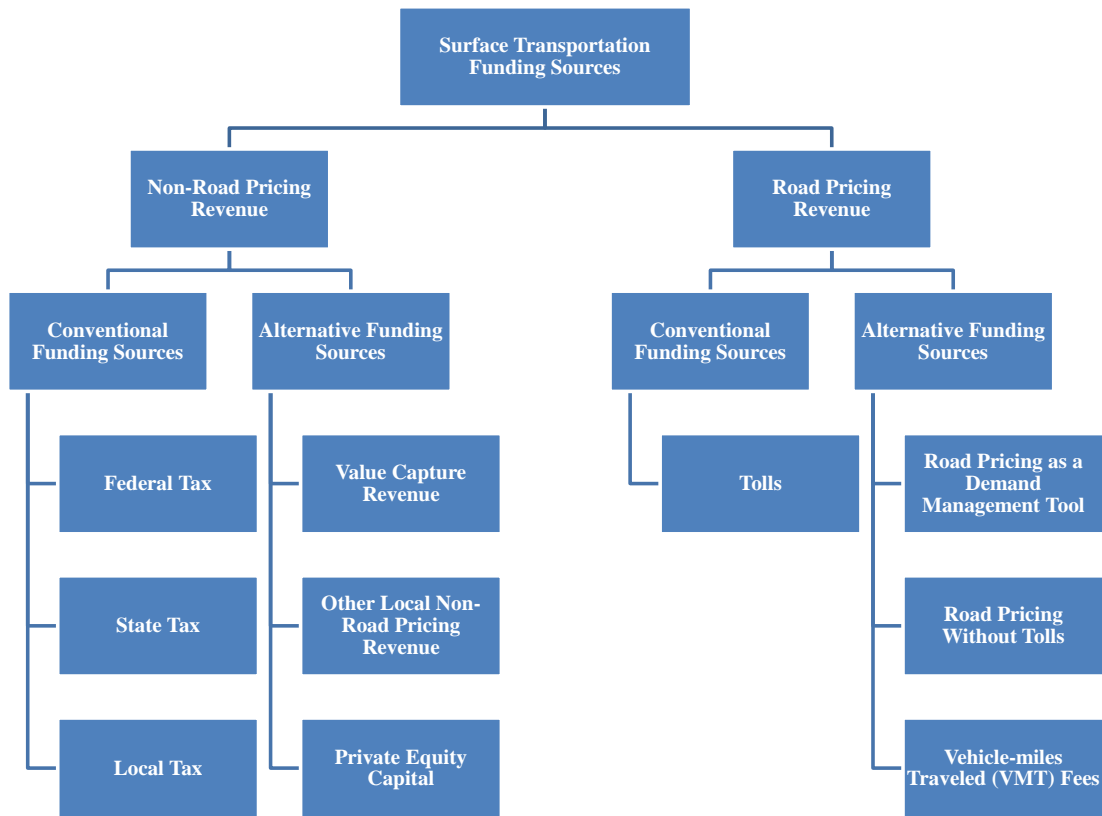 Surface Transportation
Funding Sources
Non-Road Pricing
Revenue
Road Pricing
Revenue
Conventional
Funding Sources
Alternative Funding
Sources
Conventional
Funding Sources
Alternative Funding
Sources
Federal Tax
Value Capture
Revenue
Tolls
Road Pricing as a
Demand
Management Tool
State Tax
Other Local Non-
Road Pricing
Revenue
Road Pricing
Without Tolls
Local Tax
Private Equity
Capital
Vehicle-miles
Traveled (VMT) Fees